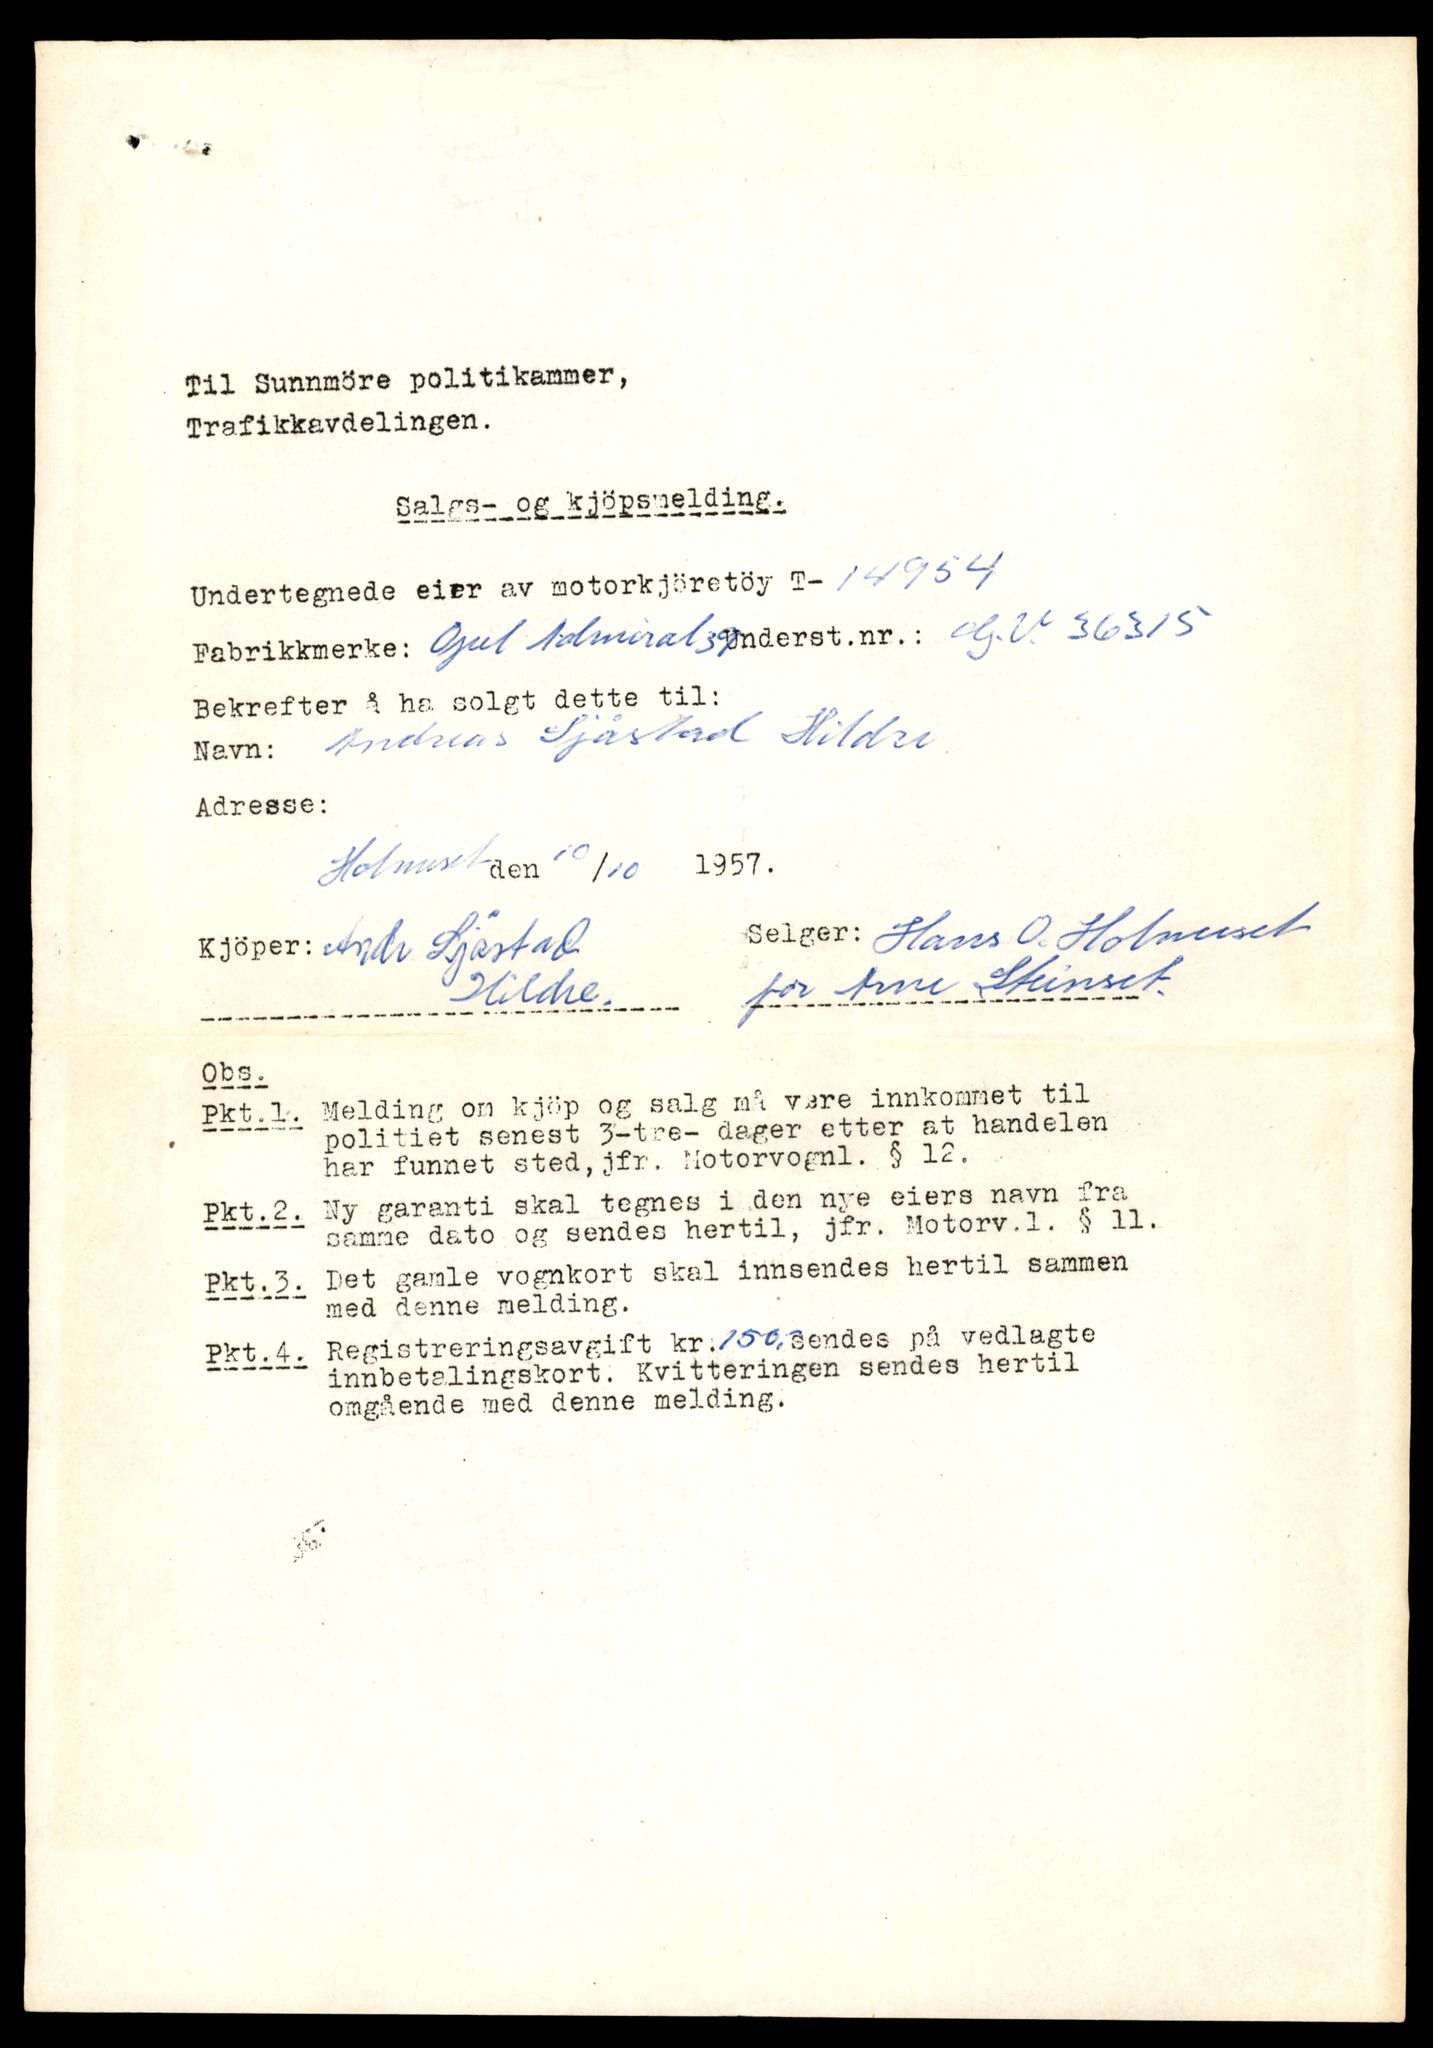 Til Sunnmöre politikammer,
Trafikkavdelingen.
Salgs- og kjöpsmelding.
Undertegnede eier av motorkjöretöy T- 14954
Fabrikkmerke: Opel Admiral 39 Underst.nr.: 36315
Bekrefter å ha solgt dette til:
Navn: Andreas Sjåstad Hildre
Adresse:
Holmeset den 10/10 1957.
Kjöper: Andr Sjåstad
Hildre.
Selger: Hans O. Holmeset
for Arne Steinset.
Obs.
Pkt.1. Melding om kjöp og salg må være innkommet til
politiet senest 3-tre- dager etter at handelen
har funnet sted, jfr. Motorvognl. § 12.
Pkt.2. Ny garanti skal tegnes i den nye eiers navn fra
samme dato og sendes hertil, jfr. Motorv.l. § 11.
Pkt.3. Det gamle vognkort skal innsendes hertil sammen
med denne melding.
Pkt.4. Registreringsavgift kr. 150,- sendes på vedlagte
innbetalingskort. Kvitteringen sendes hertil
omgående med denne melding.